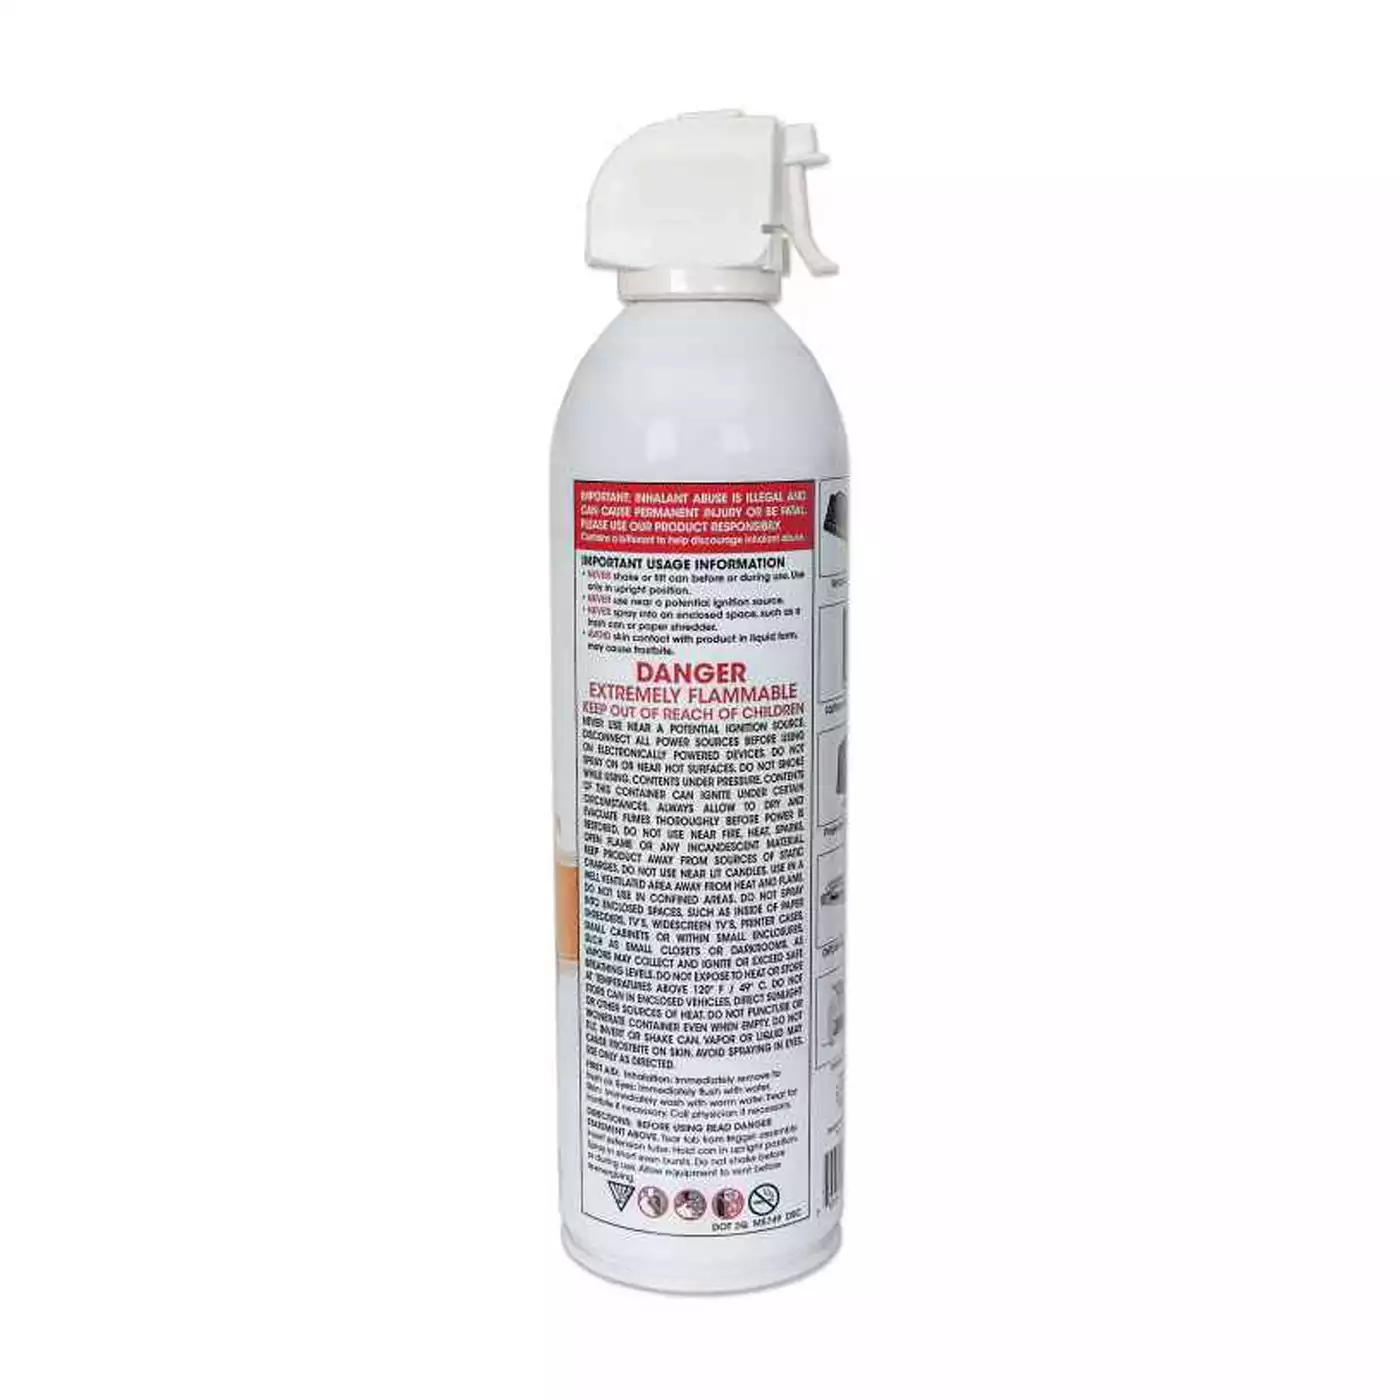 IMPORTANT: INHALANT ABUSE IS ILLEGAL AND
CAN CAUSE PERMANENT INJURY OR BE FATAL.
PLEASE USE OUR PRODUCT RESPONSIBLY.
Contains a bitterant to help discourage inhalant abuse.
IMPORTANT USAGE INFORMATION
• NEVER shake or tilt can before or during use. Use
only in upright position.
• NEVER use near a potential ignition source.
• NEVER spray into an enclosed space, such as a
trash can or paper shredder.
• AVOID skin contact with product in liquid form,
may cause frostbite.
DANGER
EXTREMELY FLAMMABLE
KEEP OUT OF REACH OF CHILDREN
NEVER USE NEAR A POTENTIAL IGNITION SOURCE.
DISCONNECT ALL POWER SOURCES BEFORE USING
ON ELECTRONICALLY POWERED DEVICES. DO NOT
SPRAY ON OR NEAR HOT SURFACES. DO NOT SMOKE
WHILE USING. CONTENTS UNDER PRESSURE. CONTENTS
OF THIS CONTAINER CAN IGNITE UNDER CERTAIN
CIRCUMSTANCES. ALWAYS ALLOW TO DRY AND
EVACUATE FUMES THOROUGHLY BEFORE POWER IS
RESTORED. DO NOT USE NEAR FIRE, HEAT, SPARKS,
OPEN FLAME OR ANY INCANDESCENT MATERIAL.
KEEP PRODUCT AWAY FROM SOURCES OF STATIC
CHARGES. DO NOT USE NEAR LIT CANDLES. USE IN A
WELL VENTILATED AREA AWAY FROM HEAT AND FLAME.
DO NOT USE IN CONFINED AREAS. DO NOT SPRAY
INTO ENCLOSED SPACES, SUCH AS INSIDE OF PAPER
SHREDDERS, TV'S, WIDESCREEN TV'S, PRINTER CASES,
SMALL CABINETS OR WITHIN SMALL ENCLOSURES,
SUCH AS SMALL CLOSETS OR DARKROOMS, AS
VAPORS MAY COLLECT AND IGNITE OR EXCEED SAFE
BREATHING LEVELS. DO NOT EXPOSE TO HEAT OR STORE
AT TEMPERATURES ABOVE 120° F / 49° C. DO NOT
STORE CAN IN ENCLOSED VEHICLES, DIRECT SUNLIGHT
OR OTHER SOURCES OF HEAT. DO NOT PUNCTURE OR
INCINERATE CONTAINER EVEN WHEN EMPTY. DO NOT
TILT, INVERT OR SHAKE CAN. VAPOR OR LIQUID MAY
CAUSE FROSTBITE ON SKIN. AVOID SPRAYING IN EYES.
USE ONLY AS DIRECTED.
FIRST AID: Inhalation: Immediately remove to
fresh air. Eyes: Immediately flush with water.
Skin: Immediately wash with warm water. Treat for
frostbite if necessary. Call physician if necessary.
DIRECTIONS: BEFORE USING READ DANGER
STATEMENT ABOVE. Tear tab from trigger assembly.
Insert extension tube. Hold can in upright position.
Spray in short even bursts. Do not shake before
or during use. Allow equipment to vent before
re-energizing.
DOT 2Q